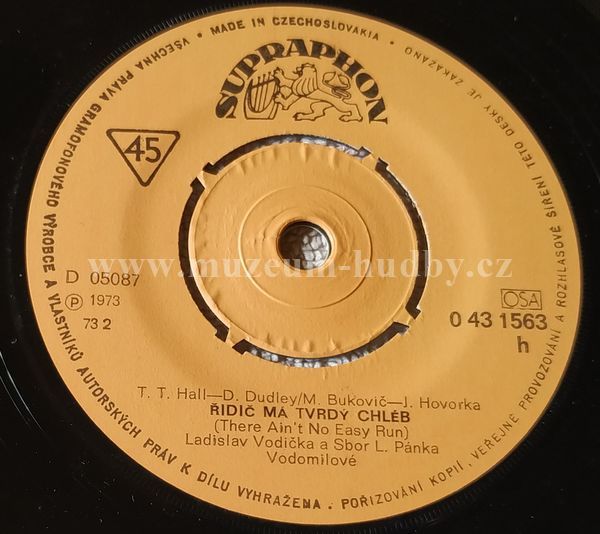 VŠECHNA PRÁVA GRAMOFONOVÉHO VÝROBCE A VLASTNÍKŮ AUTORSKÝCH PRÁV K DÍLU VYHRAŽENA . POŘIZOVÁNÍ KOPIÍ, VEŘEJNÉ PROVOZOVÁNÍ A ROZHLASOVÉ ŠÍŘENÍ TÉTO DESKY JE ZAKÁZÁNO
• MADE IN CZECHOSLOVAKIA •
SUPRAPHON
45
www.muzeum-hudby.cz
D 05087
Ⓟ 1973
73 2
OSA
0 43 1563
h
T. T. Hall—D. Dudley/M. Bukovič—J. Hovorka
ŘIDIČ MÁ TVRDÝ CHLÉB
(There Ain't No Easy Run)
Ladislav Vodička a Sbor L. Pánka
Vodomilové